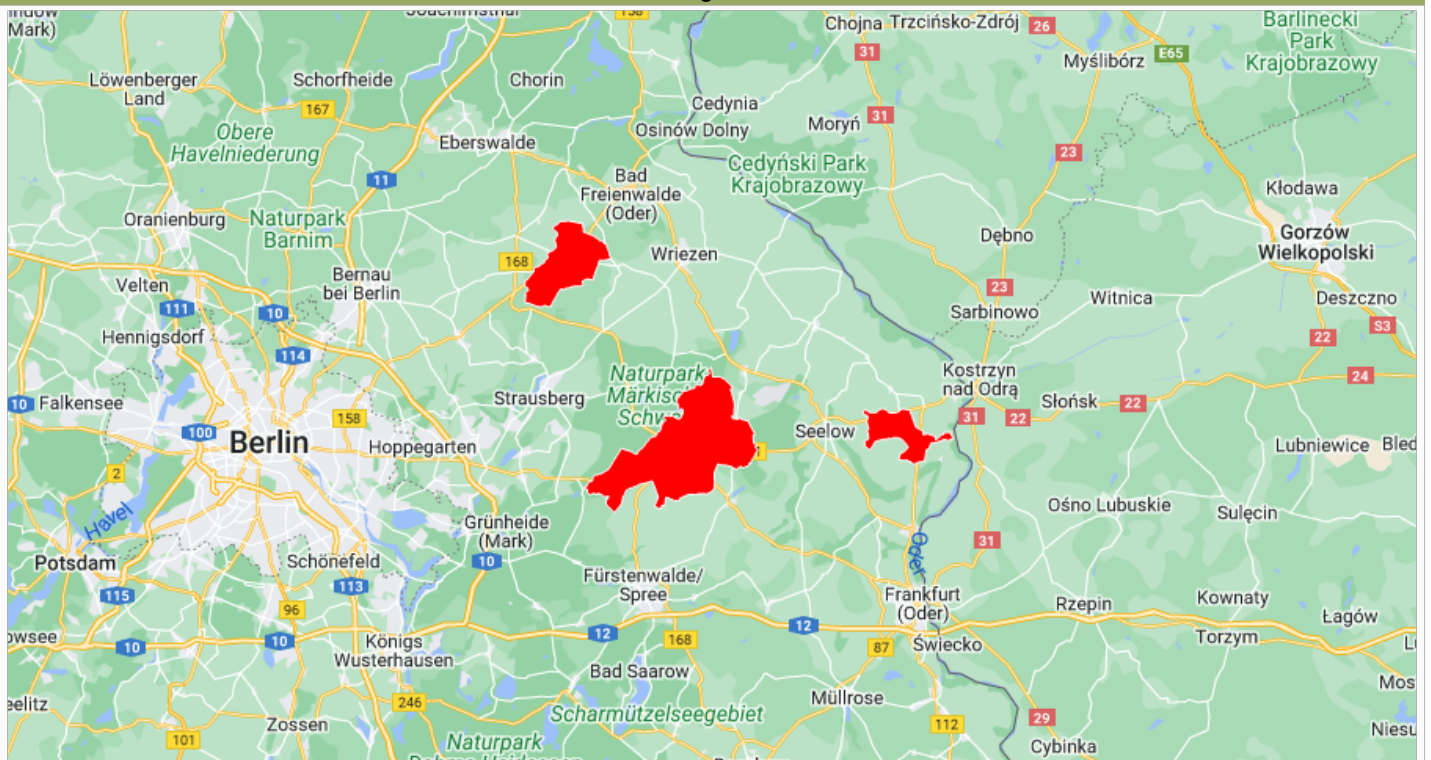 Mark)
Löwenberger
Land
Schorfheide
Chorin
167
Obere
Havelniederung
Eberswalde
11
Oranienburg
Naturpark
Barnim
Bernau
bei Berlin
Velten
111
10
Hennigsdorf
114
10
Falkensee
100
Berlin
158
Hoppegarten
2
Havel
Potsdam
115
Schönefeld
113
96
10
10
Königs
Wusterhausen
246
Zossen
101
Naturpark
Chojna
Trzcińsko-Zdrój
26
31
Barlinecki
Park
Krajobrazowy
E65
Myślibórz
Cedynia
Osinów Dolny
Moryń
31
23
Cedyński Park
Krajobrazowy
Bad
Freienwalde
(Oder)
168
Wriezen
Dębno
Kłodawa
Gorzów
Wielkopolski
23
Sarbinowo
Witnica
Deszczno
S3
22
Naturpark
Strausberg
Kostrzyn
nad Odrą
24
Seelow
31
22
Słońsk
22
Lubniewice
Grünheide
(Mark)
10
Ośno Lubuskie
Sulęcin
31
Oder
Fürstenwalde/
Spree
Frankfurt
(Oder)
Rzepin
Kownaty
Łagów
12
168
12
87
Świecko
Torzym
Bad Saarow
Müllrose
Scharmützelseegebiet
112
29
Cybinka